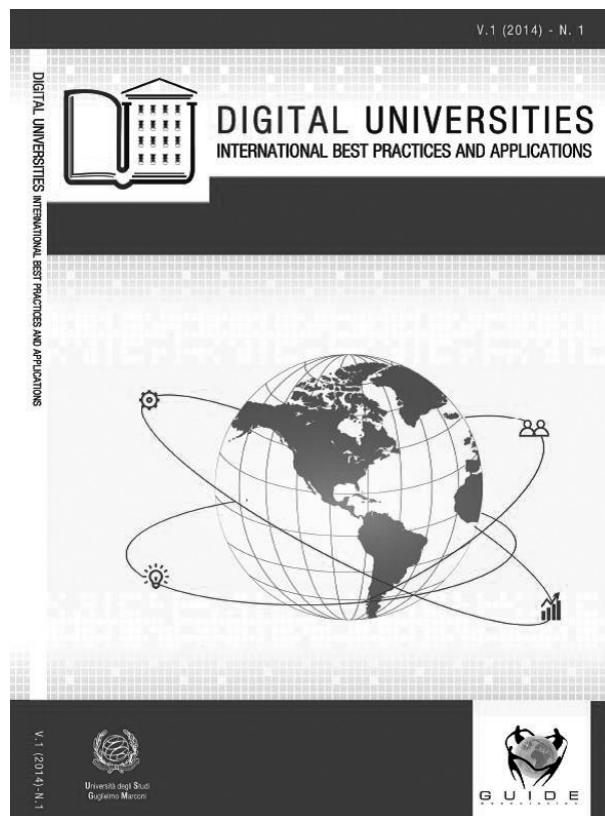 V.1 (2014) - N. 1
DIGITAL UNIVERSITIES
INTERNATIONAL BEST PRACTICES AND APPLICATIONS
DIGITAL UNIVERSITIES INTERNATIONAL BEST PRACTICES AND APPLICATIONS
V.1 (2014)-N.1
Università degli Studi
Guglielmo Marconi
GUIDE
ASSOCIATION